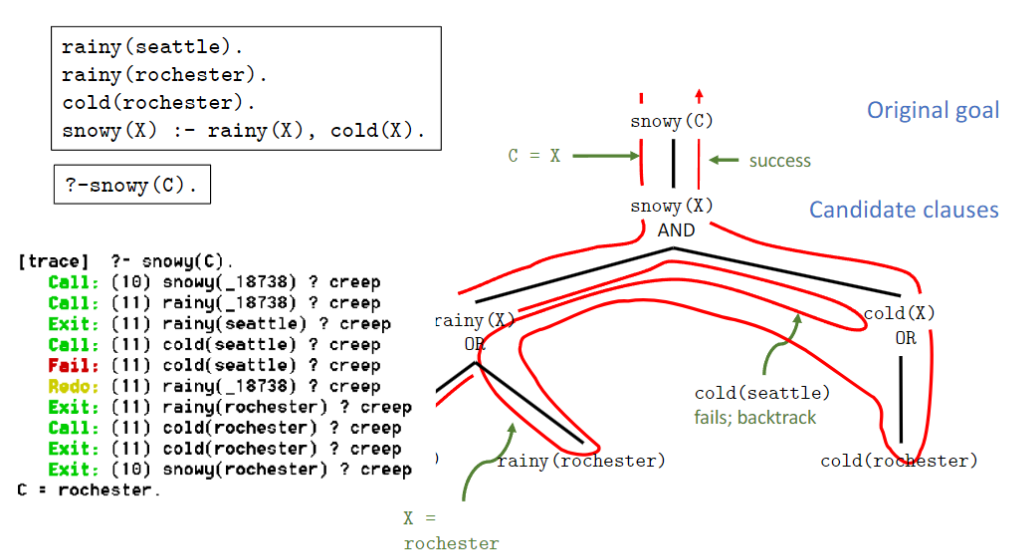 rainy(seattle).
rainy(rochester).
cold(rochester).
snowy(X) :- rainy(X), cold(X).
?-snowy(C).
[trace]  ?- snowy(C).
Call: (10) snowy(_18738) ? creep
Call: (11) rainy(_18738) ? creep
Exit: (11) rainy(seattle) ? creep
Call: (11) cold(seattle) ? creep
Fail: (11) cold(seattle) ? creep
Redo: (11) rainy(_18738) ? creep
Exit: (11) rainy(rochester) ? creep
Call: (11) cold(rochester) ? creep
Exit: (11) cold(rochester) ? creep
Exit: (10) snowy(rochester) ? creep
C = rochester.
snowy(C)
Original goal
C = X
success
snowy(X)
AND
Candidate clauses
rainy(X)
OR
cold(X)
OR
cold(seattle)
fails; backtrack
)
rainy(rochester)
cold(rochester)
X =
rochester